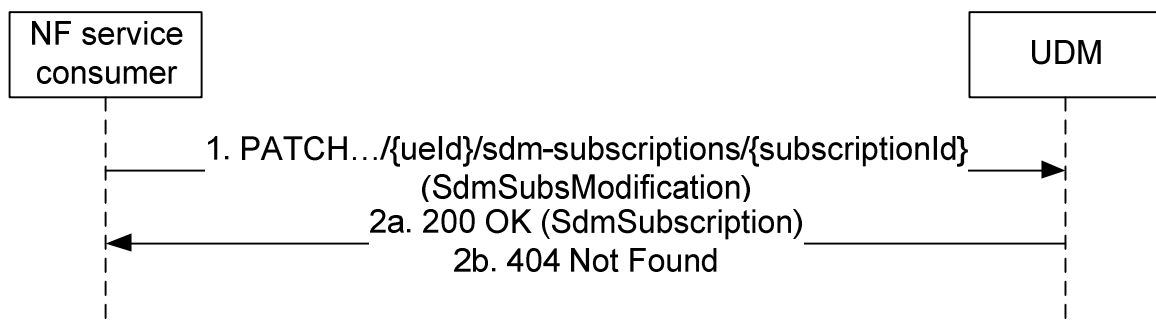 NF service
consumer
UDM
1. PATCH…/{ueId}/sdm-subscriptions/{subscriptionId}
(SdmSubsModification)
2a. 200 OK (SdmSubscription)
2b. 404 Not Found